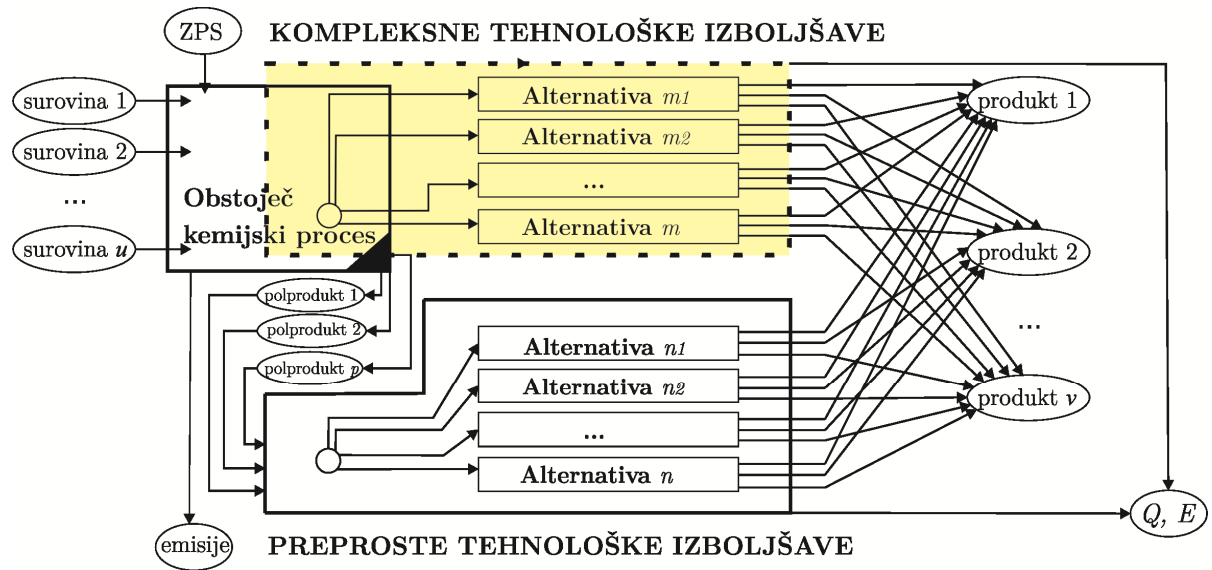 ZPS
KOMPLEKSNE TEHNOLOŠKE IZBOLJŠAVE
surovina 1
surovina 2
...
surovina u
Obstoječ
kemijski proces
Alternativa m1
Alternativa m2
...
Alternativa m
produkt 1
produkt 2
...
produkt v
polprodukt 1
polprodukt 2
polprodukt p
Alternativa n1
Alternativa n2
...
Alternativa n
Q, E
emisije
PREPROSTE TEHNOLOŠKE IZBOLJŠAVE